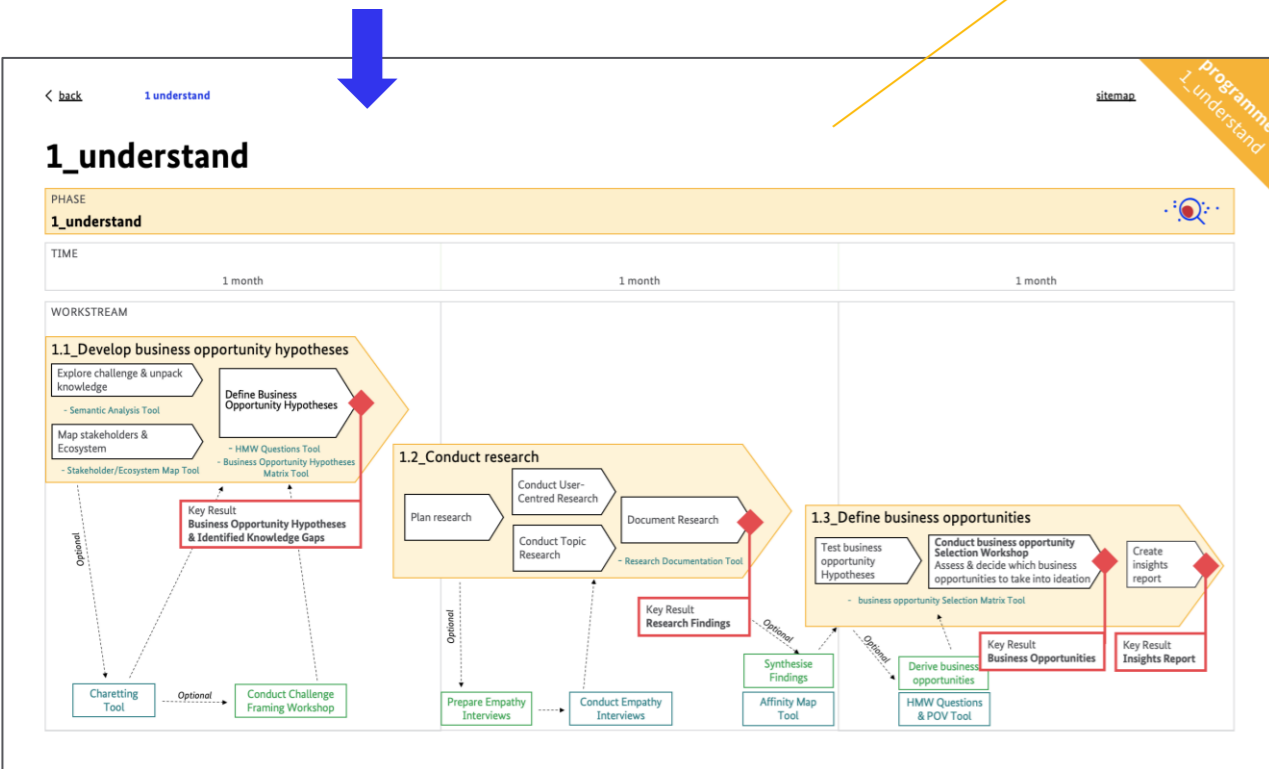 back
1 understand
sitemap
programme
1_understand
1_understand
PHASE
1_understand
TIME
1 month
1 month
1 month
WORKSTREAM
1.1_Develop business opportunity hypotheses
Explore challenge & unpack
knowledge
- Semantic Analysis Tool
Map stakeholders &
Ecosystem
- Stakeholder/Ecosystem Map Tool
Define Business
Opportunity Hypotheses
- HMW Questions Tool
- Business Opportunity Hypotheses
Matrix Tool
Key Result
Business Opportunity Hypotheses
& Identified Knowledge Gaps
Optional
Charetting
Tool
Optional
Conduct Challenge
Framing Workshop
1.2_Conduct research
Plan research
Conduct User-
Centred Research
Conduct Topic
Research
Document Research
- Research Documentation Tool
Key Result
Research Findings
Optional
Prepare Empathy
Interviews
Conduct Empathy
Interviews
Optional
Synthesise
Findings
Affinity Map
Tool
1.3_Define business opportunities
Test business
opportunity
Hypotheses
Conduct business opportunity
Selection Workshop
Assess & decide which business
opportunities to take into ideation
- business opportunity Selection Matrix Tool
Create
insights
report
Optional
Derive business
opportunities
HMW Questions
& POV Tool
Key Result
Business Opportunities
Key Result
Insights Report